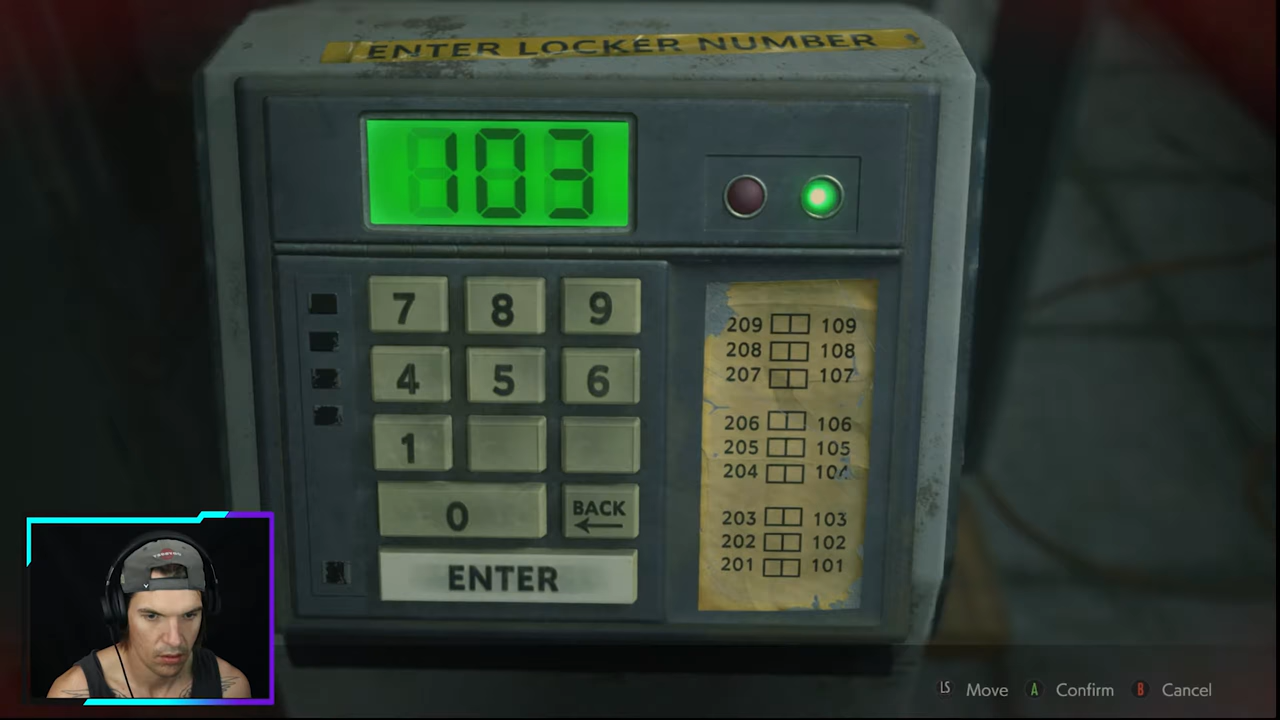 ENTER LOCKER NUMBER
103
7 8 9
4 5 6
1
0 BACK
ENTER
209 109
208 108
207 107
206 106
205 105
204 104
203 103
202 102
201 101
LS Move A Confirm B Cancel